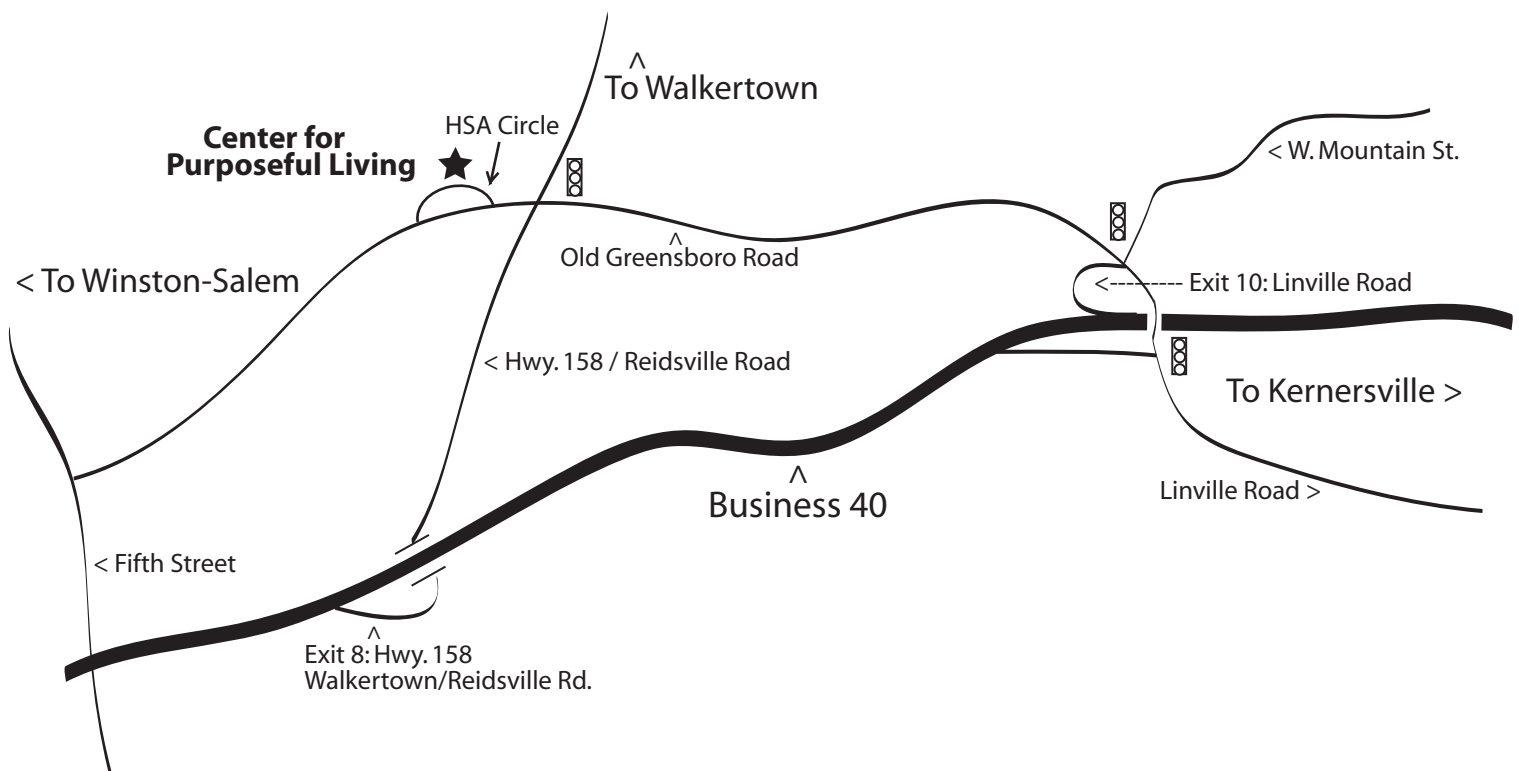 ^
To Walkertown
HSA Circle
Center for
Purposeful Living
< W. Mountain St.
^
Old Greensboro Road
< To Winston-Salem
<---------- Exit 10: Linville Road
< Hwy. 158 / Reidsville Road
To Kernersville >
^
Business 40
Linville Road >
< Fifth Street
^
Exit 8: Hwy. 158
Walkertown/Reidsville Rd.